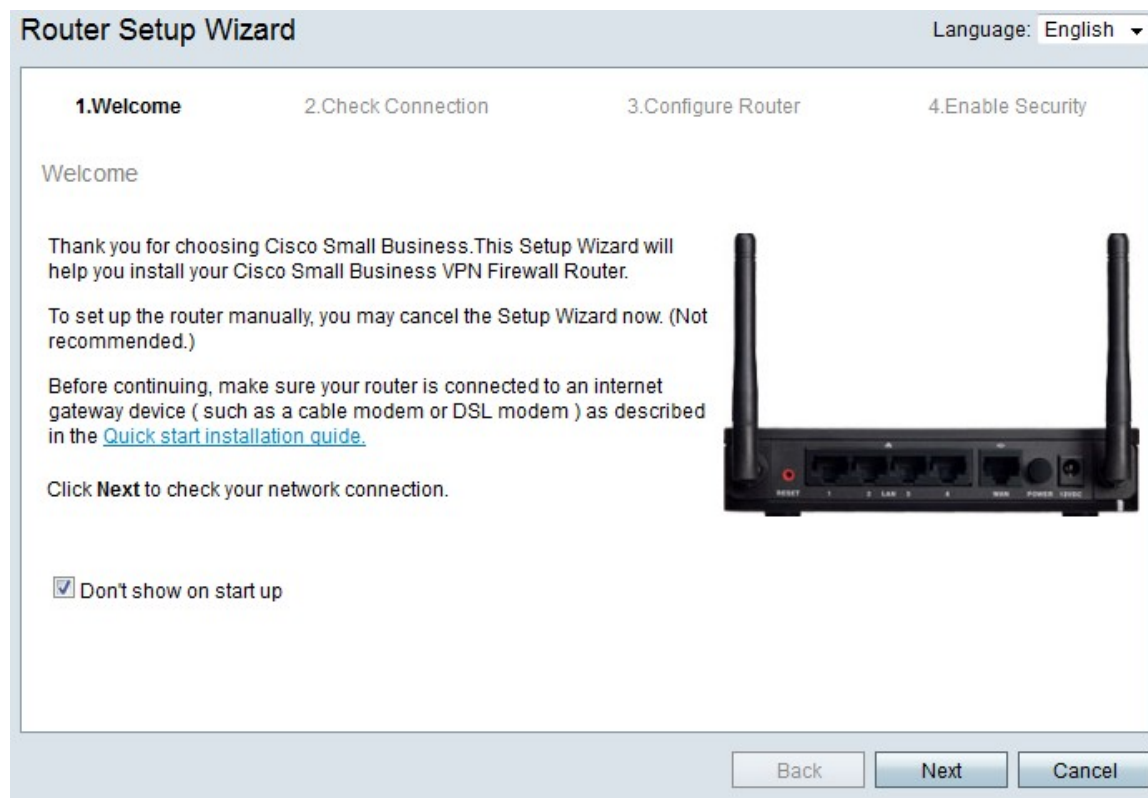 Router Setup Wizard
Language: English
1.Welcome
2.Check Connection
3.Configure Router
4.Enable Security
Welcome
Thank you for choosing Cisco Small Business.This Setup Wizard will
help you install your Cisco Small Business VPN Firewall Router.
To set up the router manually, you may cancel the Setup Wizard now. (Not
recommended.)
Before continuing, make sure your router is connected to an internet
gateway device ( such as a cable modem or DSL modem ) as described
in the Quick start installation guide.
Click Next to check your network connection.
RESET 1 2 LAN 3 4 WAN POWER 12VDC
Don't show on start up
Back
Next
Cancel